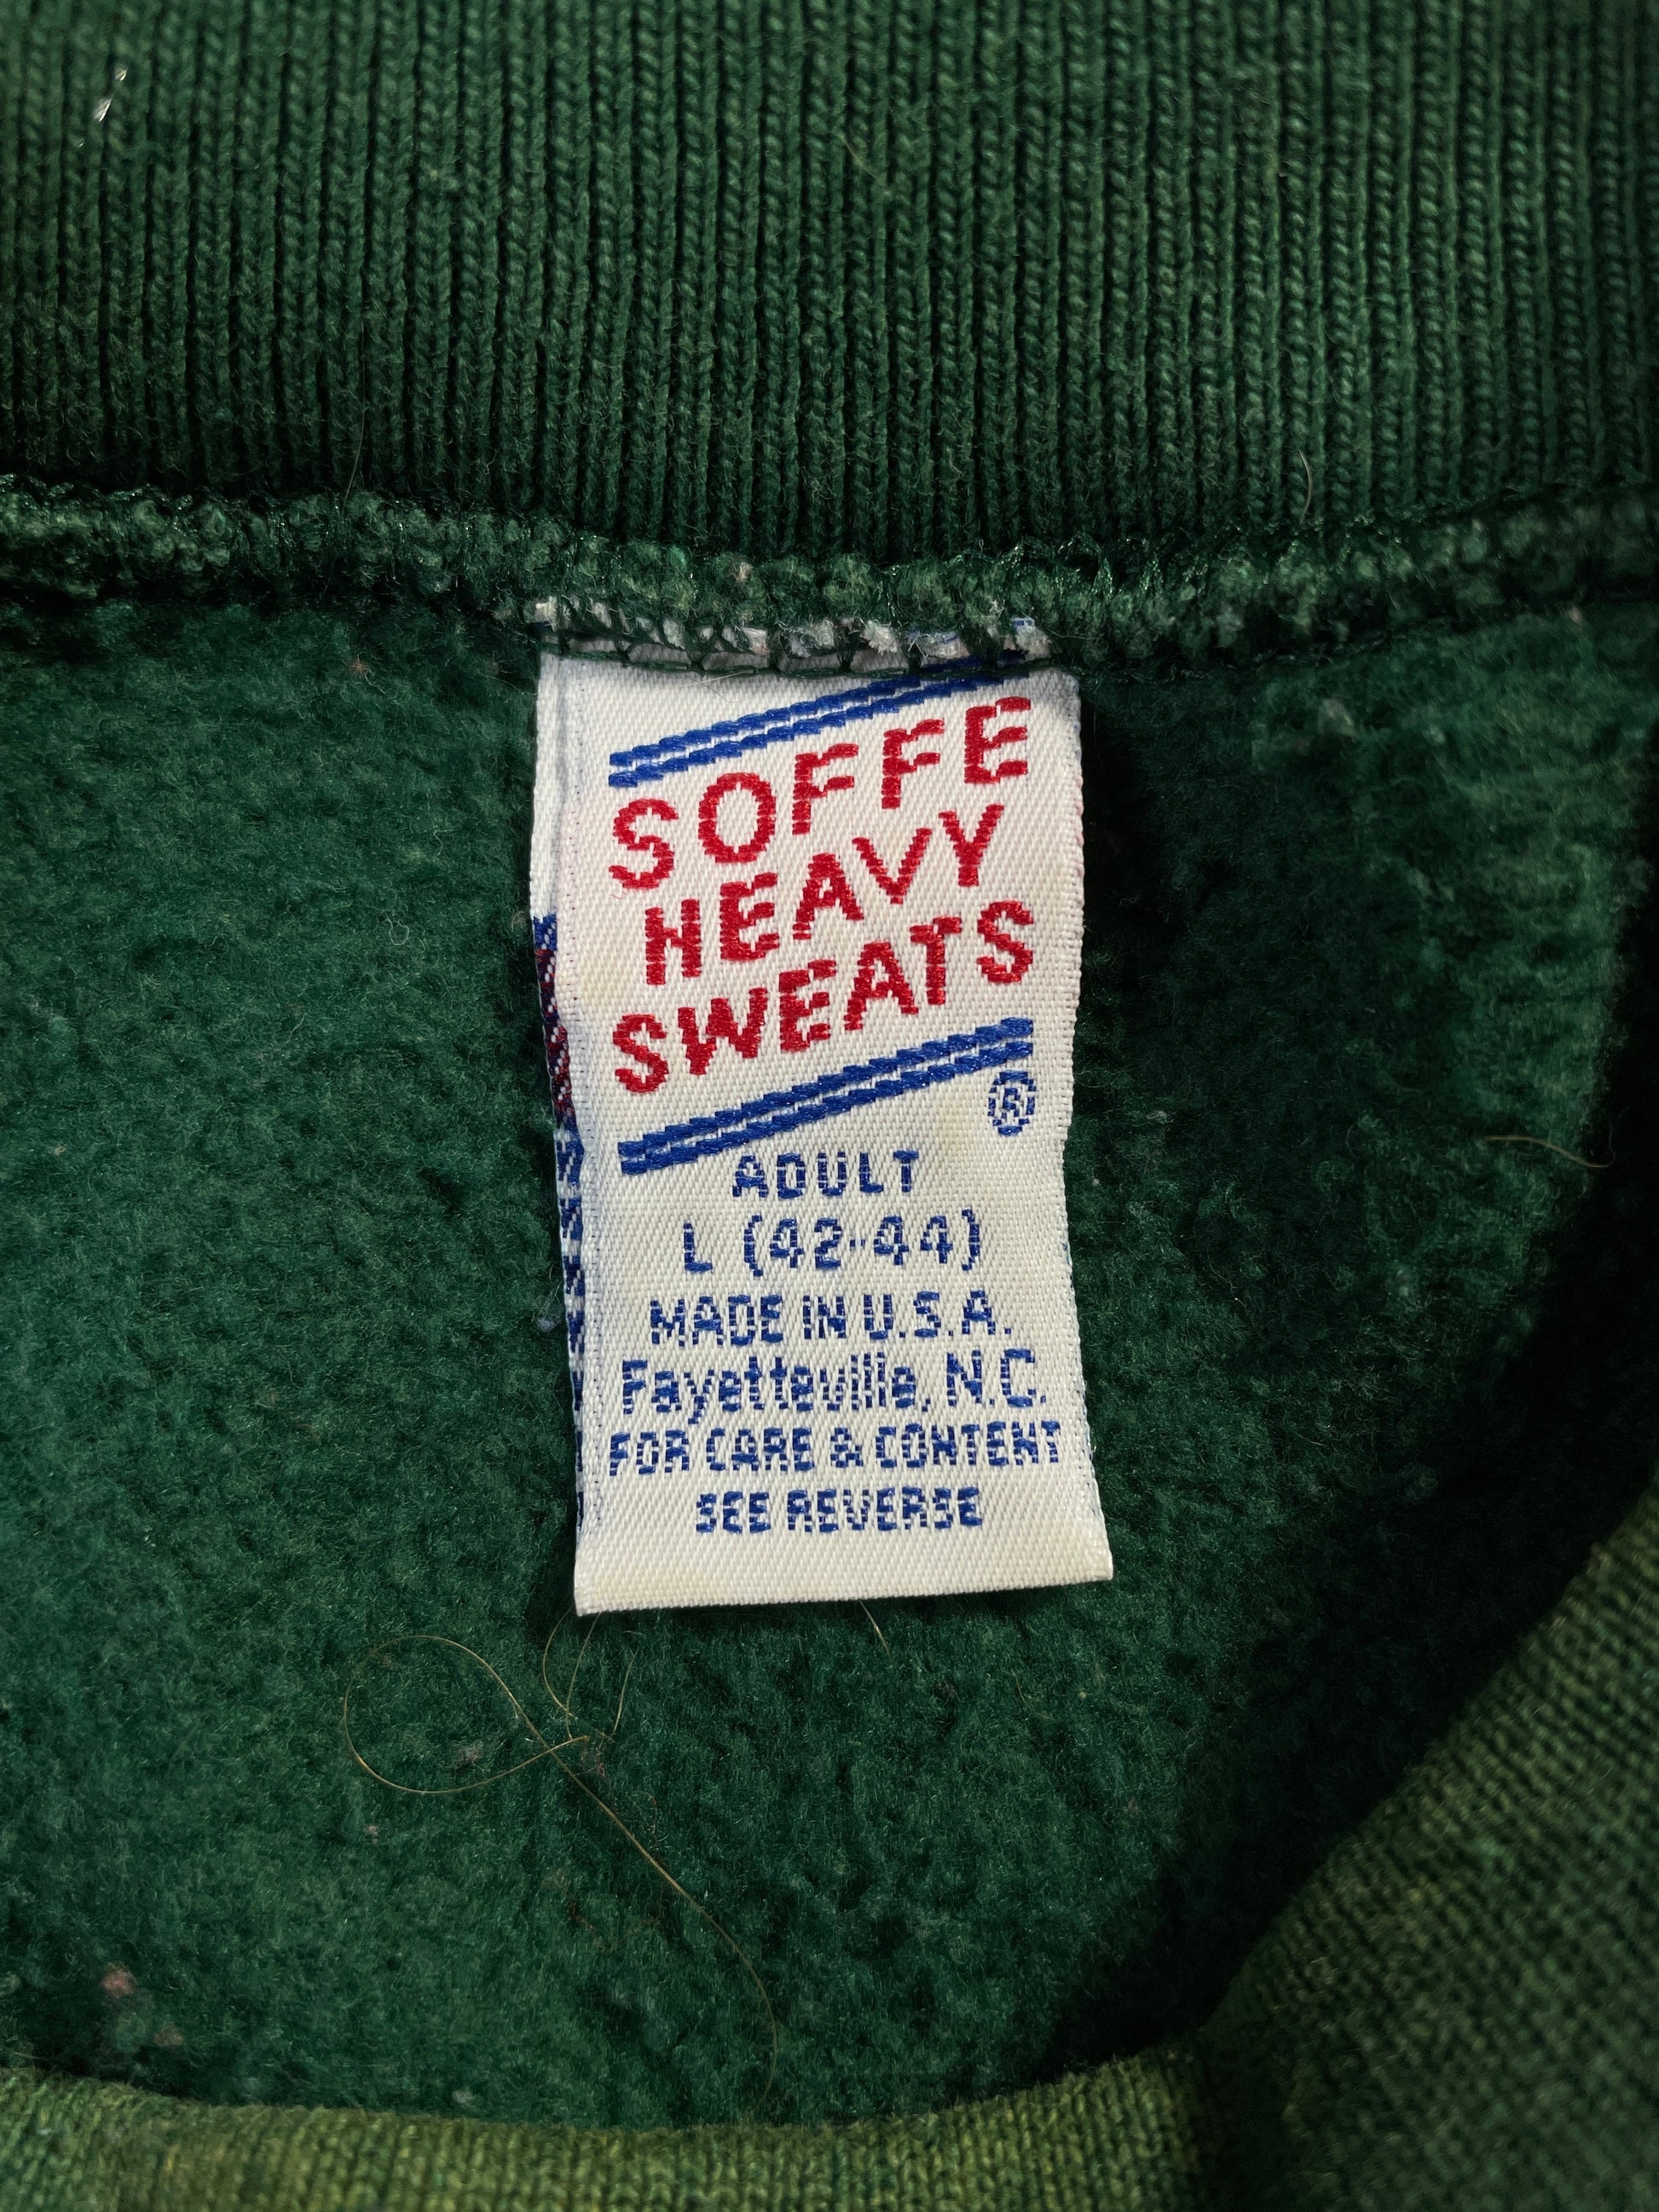 SOFFE
HEAVY
SWEATS
®
ADULT
L (42-44)
MADE IN U.S.A.
Fayetteville, N.C.
FOR CARE & CONTENT
SEE REVERSE